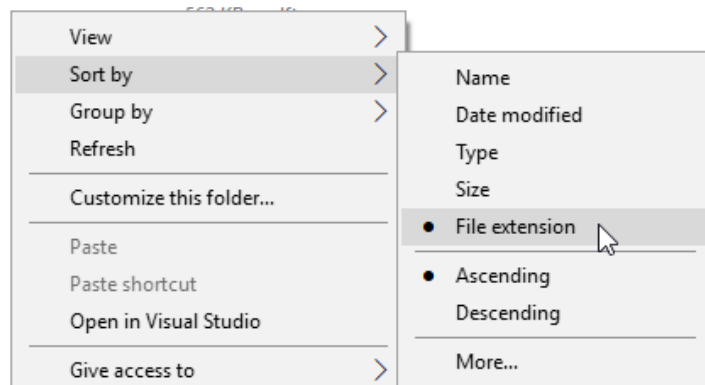 View
Sort by
Group by
Refresh
Customize this folder...
Paste
Paste shortcut
Open in Visual Studio
Give access to
Name
Date modified
Type
Size
File extension
Ascending
Descending
More...